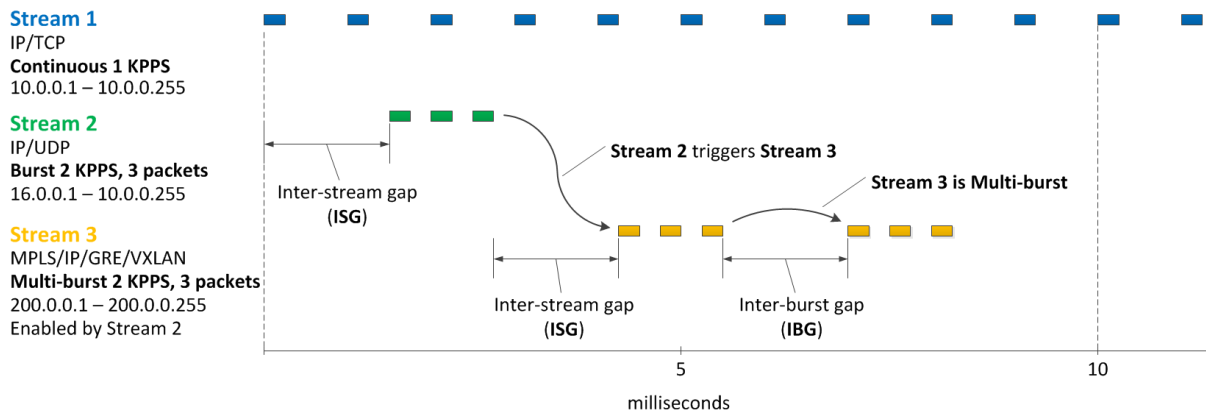 Stream 1
IP/TCP
Continuous 1 KPPS
10.0.0.1 – 10.0.0.255
Stream 2
IP/UDP
Burst 2 KPPS, 3 packets
16.0.0.1 – 10.0.0.255
Stream 3
MPLS/IP/GRE/VXLAN
Multi-burst 2 KPPS, 3 packets
200.0.0.1 – 200.0.0.255
Enabled by Stream 2
Inter-stream gap
(ISG)
Stream 2 triggers Stream 3
Stream 3 is Multi-burst
Inter-stream gap
(ISG)
Inter-burst gap
(IBG)
5
10
milliseconds